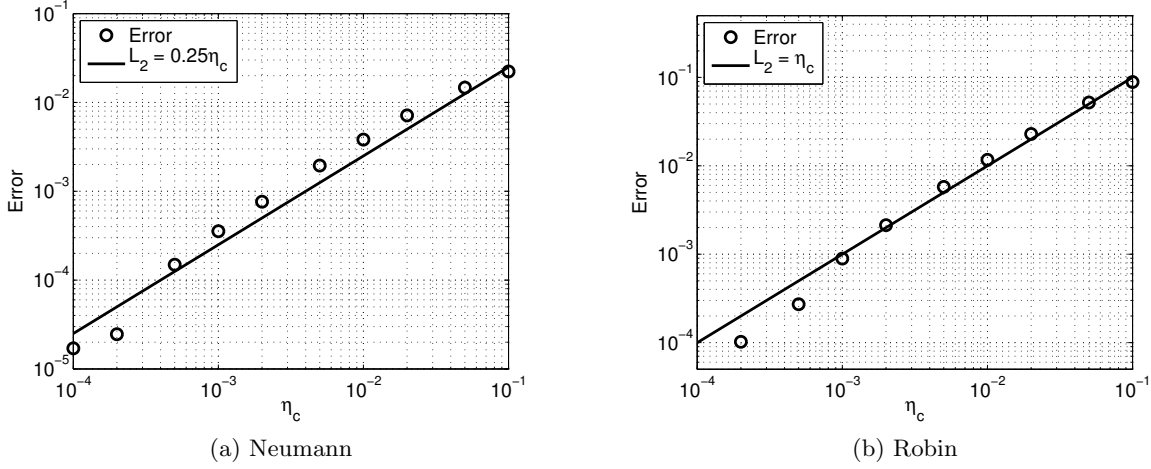 10⁻¹
10⁻²
10⁻³
10⁻⁴
10⁻⁵
Error
Error
L₂ = 0.25η_c
10⁻⁴
10⁻³
10⁻²
10⁻¹
η_c
(a) Neumann
10⁻¹
10⁻²
10⁻³
10⁻⁴
Error
Error
L₂ = η_c
10⁻⁴
10⁻³
10⁻²
10⁻¹
η_c
(b) Robin